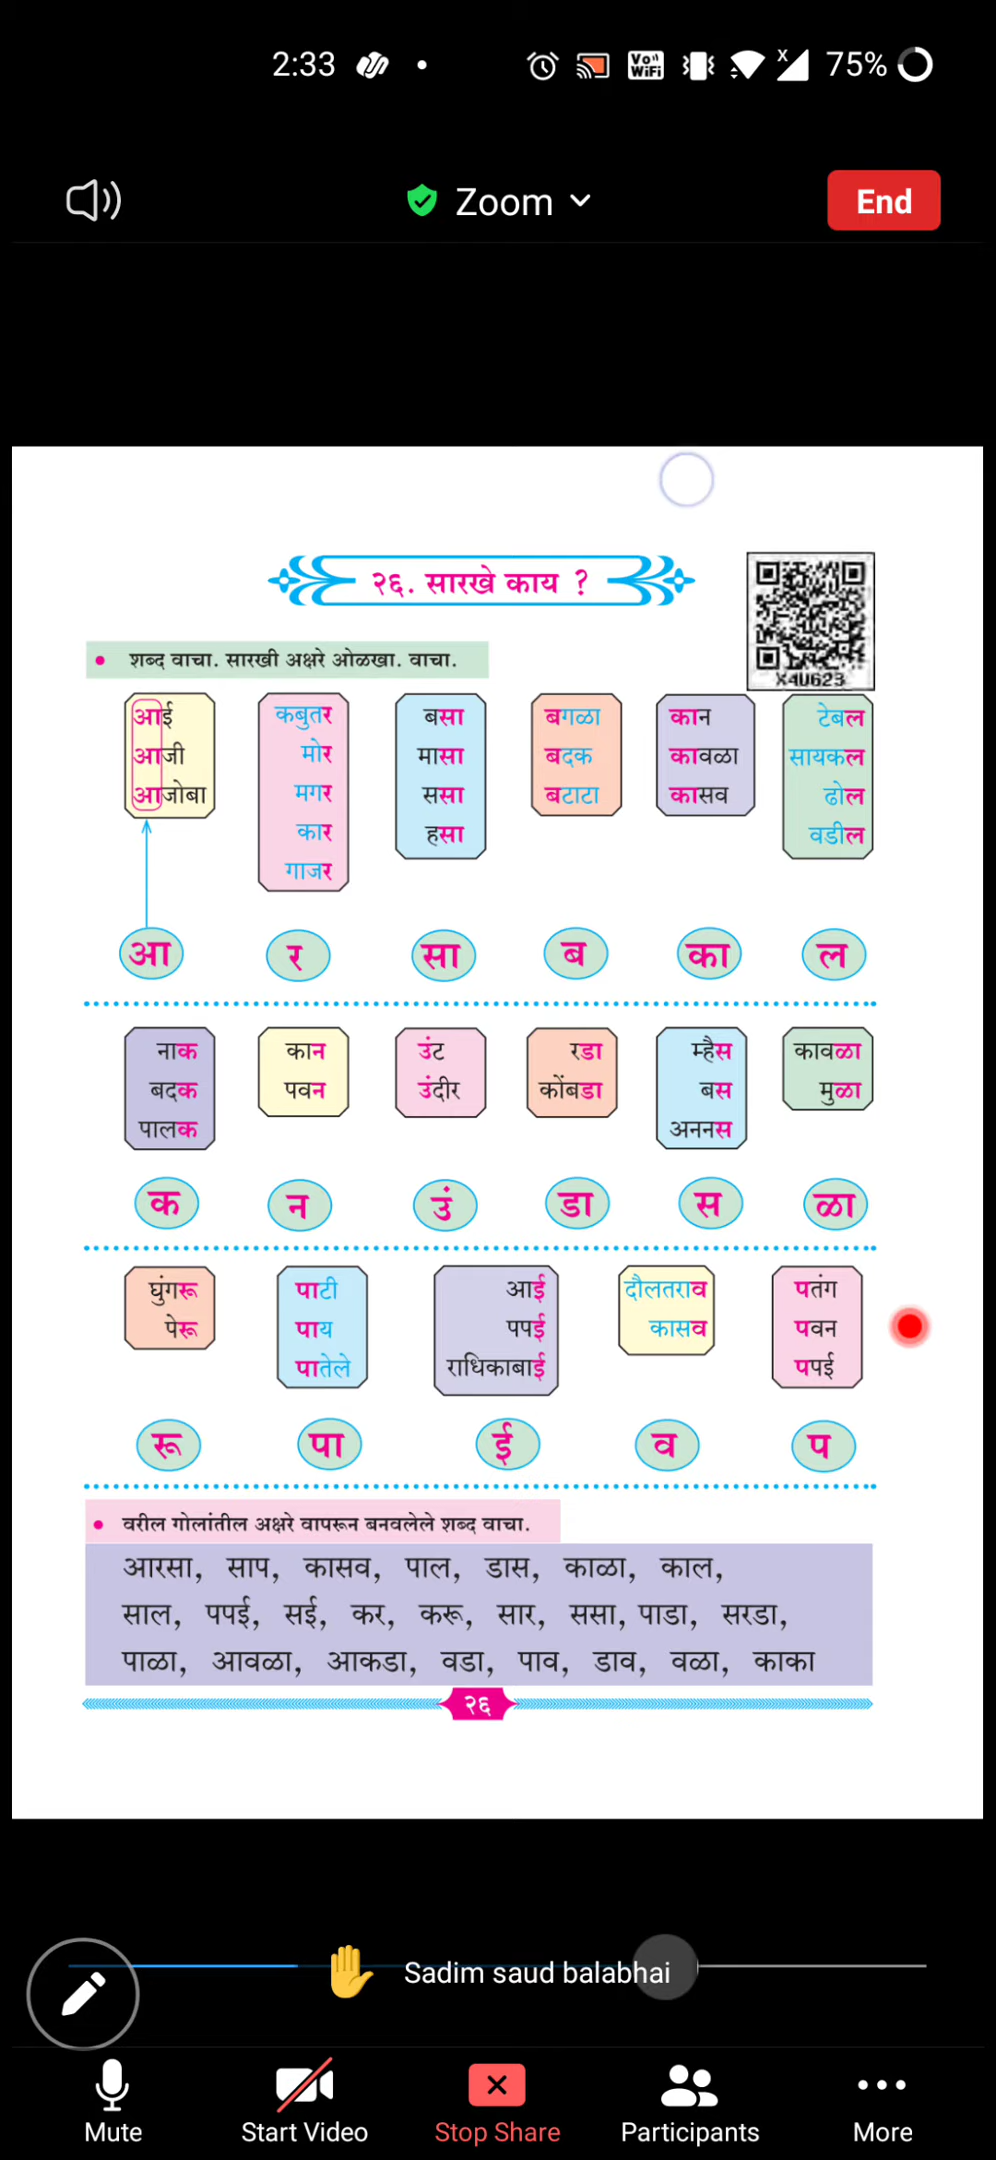 2:33 Vo WiFi x 75%
Zoom End
२६. सारखे काय ?
X4U623
• शब्द वाचा. सारखी अक्षरे ओळखा. वाचा.
आई
आजी
आजोबा
कबुतर
मोर
मगर
कार
गाजर
बसा
मासा
ससा
हसा
बगळा
बदक
बटाटा
कान
कावळा
कासव
टेबल
सायकल
ढोल
वडील
आ र सा ब का ल
नाक
बदक
पालक
कान
पवन
उंट
उंदीर
रडा
कोंबडा
म्हैस
बस
अननस
कावळा
मुळा
क न उं डा स ळा
घुंगरू
पेरू
पाटी
पाय
पातेले
आई
पपई
राधिकाबाई
दौलतराव
कासव
पतंग
पवन
पपई
रू पा ई व प
• वरील गोलांतील अक्षरे वापरून बनवलेले शब्द वाचा.
आरसा, साप, कासव, पाल, डास, काळा, काल,
साल, पपई, सई, कर, करू, सार, ससा, पाडा, सरडा,
पाळा, आवळा, आकडा, वडा, पाव, डाव, वळा, काका
२६
Sadim saud balabhai
Mute Start Video Stop Share Participants More